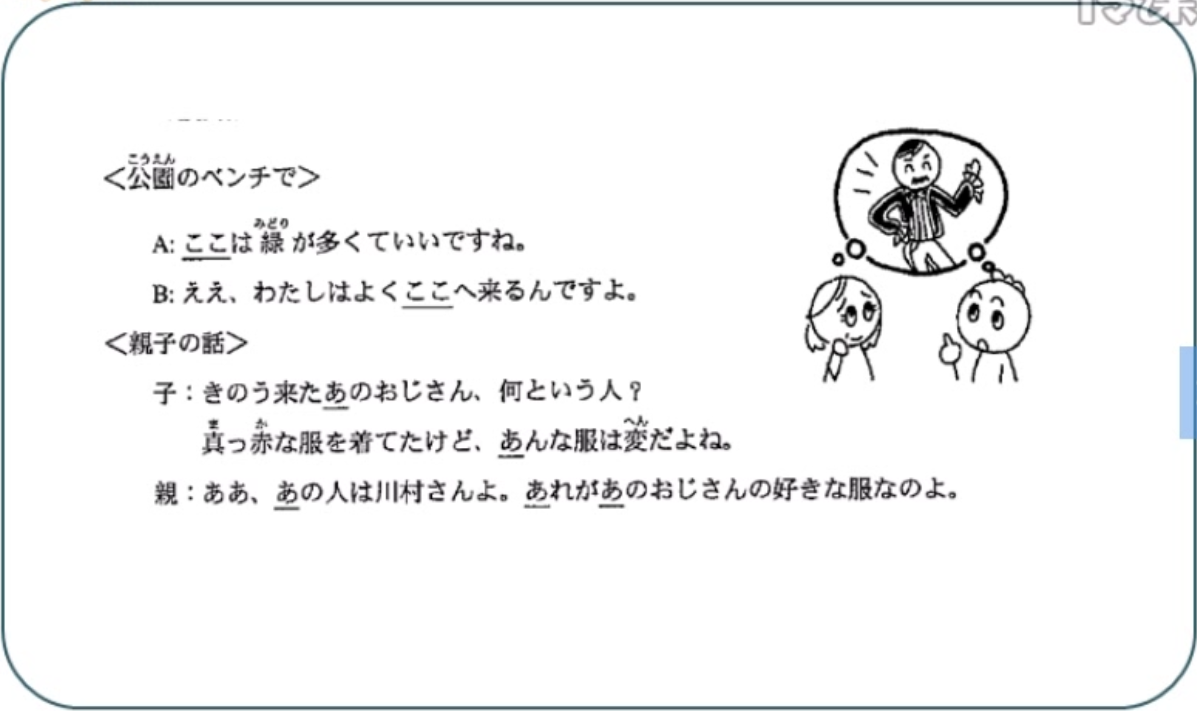 <公園のベンチで>
A: ここは緑が多くていいですね。
B: ええ、わたしはよくここへ来るんですよ。
<親子の話>
子：きのう来たあのおじさん、何という人？
真っ赤な服を着てたけど、あんな服は変だよね。
親：ああ、あの人は川村さんよ。あれがあのおじさんの好きな服なのよ。